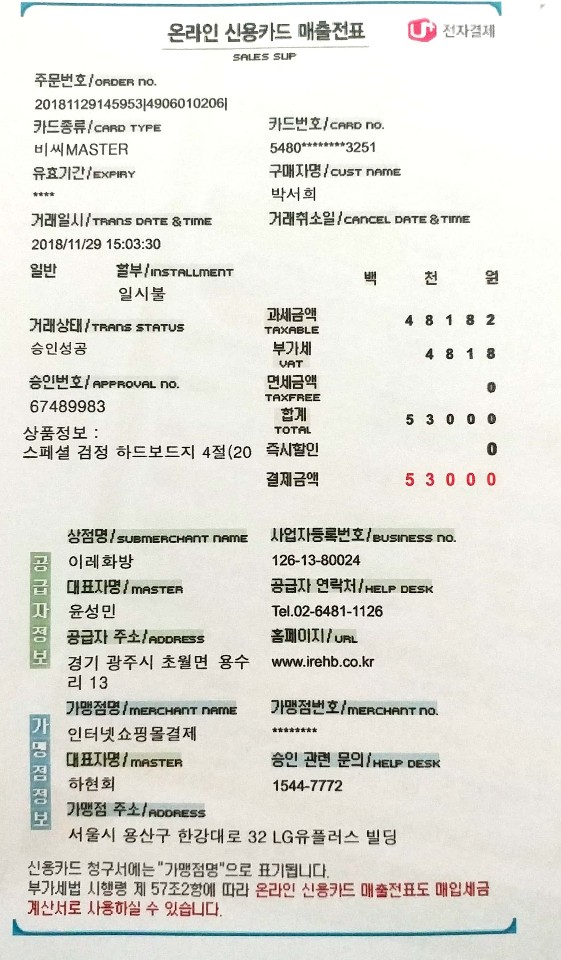 온라인 신용카드 매출전표
SALES SLIP
U+ 전자결제
주문번호/ORDER NO.
20181129145953|4906010206|
카드종류/CARD TYPE 카드번호/CARD NO.
비씨MASTER 5480********3251
유효기간/EXPIRY 구매자명/CUST NAME
**** 박서희
거래일시/TRANS DATE & TIME 거래취소일/CANCEL DATE & TIME
2018/11/29 15:03:30
일반 할부/INSTALLMENT 백 천 원
일시불
과세금액 4 8 1 8 2
TAXABLE
거래상태/TRANS STATUS
승인성공
부가세 4 8 1 8
VAT
승인번호/APPROVAL NO.
67489983
면세금액 0
TAXFREE
합계 5 3 0 0 0
TOTAL
상품정보 :
스페셜 검정 하드보드지 4절(20
즉시할인 0
결제금액 5 3 0 0 0
공급자정보
상점명/SUBMERCHANT NAME 사업자등록번호/BUSINESS NO.
이레화방 126-13-80024
대표자명/MASTER 공급자 연락처/HELP DESK
윤성민 Tel.02-6481-1126
공급자 주소/ADDRESS 홈페이지/URL
경기 광주시 초월면 용수 www.irehb.co.kr
리 13
가맹점정보
가맹점명/MERCHANT NAME 가맹점번호/MERCHANT NO.
인터넷쇼핑몰결제 ********
대표자명/MASTER 승인 관련 문의/HELP DESK
하현회 1544-7772
가맹점 주소/ADDRESS
서울시 용산구 한강대로 32 LG유플러스 빌딩
신용카드 청구서에는 "가맹점명"으로 표기됩니다.
부가세법 시행령 제 57조2항에 따라 온라인 신용카드 매출전표도 매입세금
계산서로 사용하실 수 있습니다.